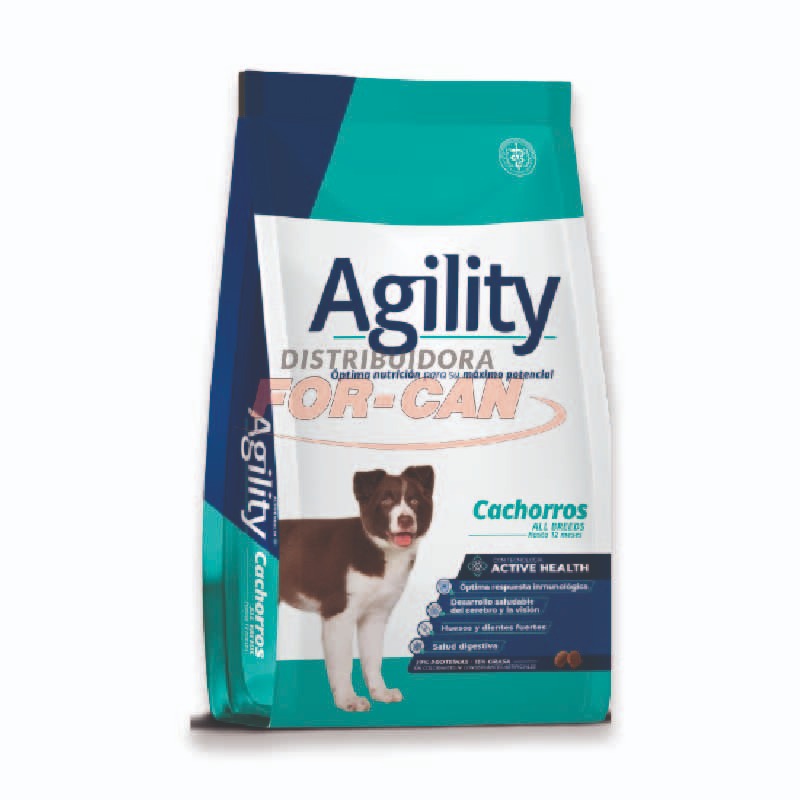 Agility
DISTRIBUIDORA
Óptima nutrición para su máximo potencial
FOR-CAN
Agility
Cachorros
Cachorros
ALL BREEDS
hasta 12 meses
ACTIVE HEALTH
Óptima respuesta inmunológica
Desarrollo saludable
del cerebro y la visión
Huesos y dientes fuertes
Salud digestiva